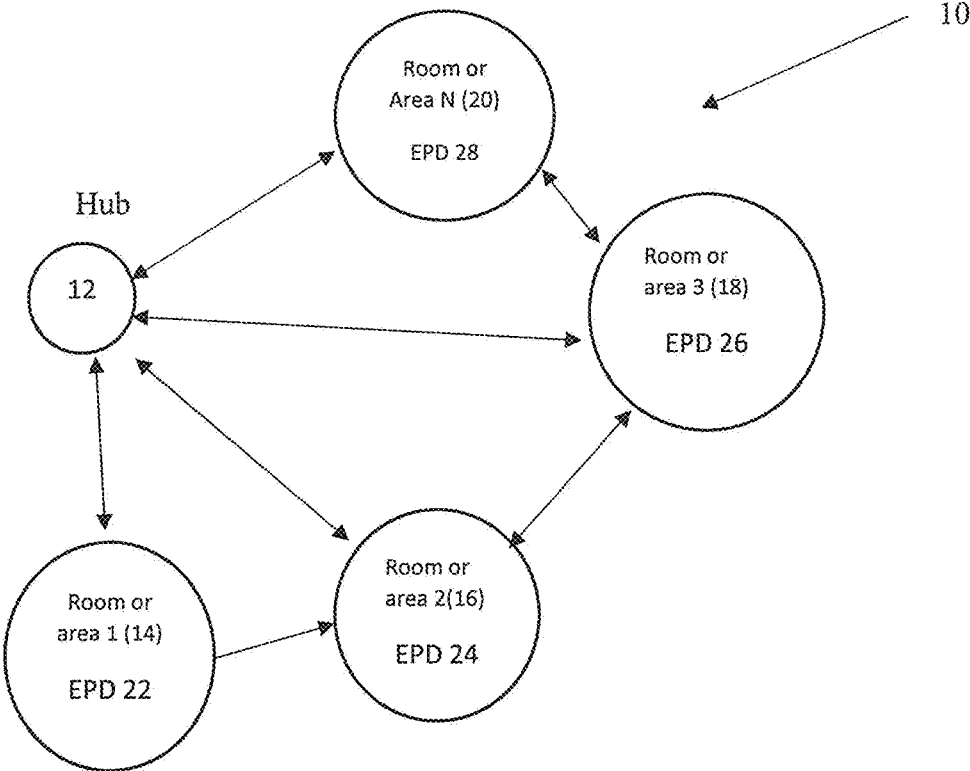 10
Room or
Area N (20)
EPD 28
Hub
12
Room or
area 3 (18)
EPD 26
Room or
area 2(16)
EPD 24
Room or
area 1 (14)
EPD 22